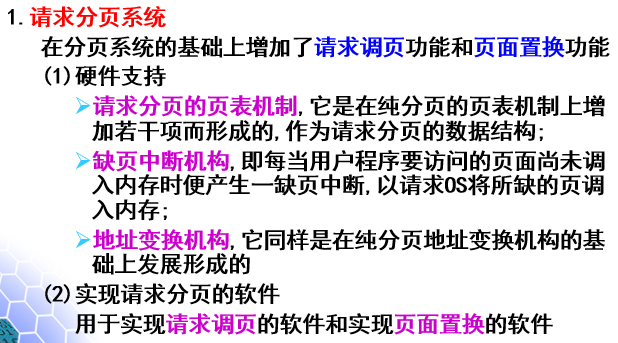 1.请求分页系统
在分页系统的基础上增加了请求调页功能和页面置换功能
(1)硬件支持
➢请求分页的页表机制,它是在纯分页的页表机制上增
加若干项而形成的,作为请求分页的数据结构;
➢缺页中断机构,即每当用户程序要访问的页面尚未调
入内存时便产生一缺页中断,以请求OS将所缺的页调
入内存;
➢地址变换机构,它同样是在纯分页地址变换机构的基
础上发展形成的
(2)实现请求分页的软件
用于实现请求调页的软件和实现页面置换的软件